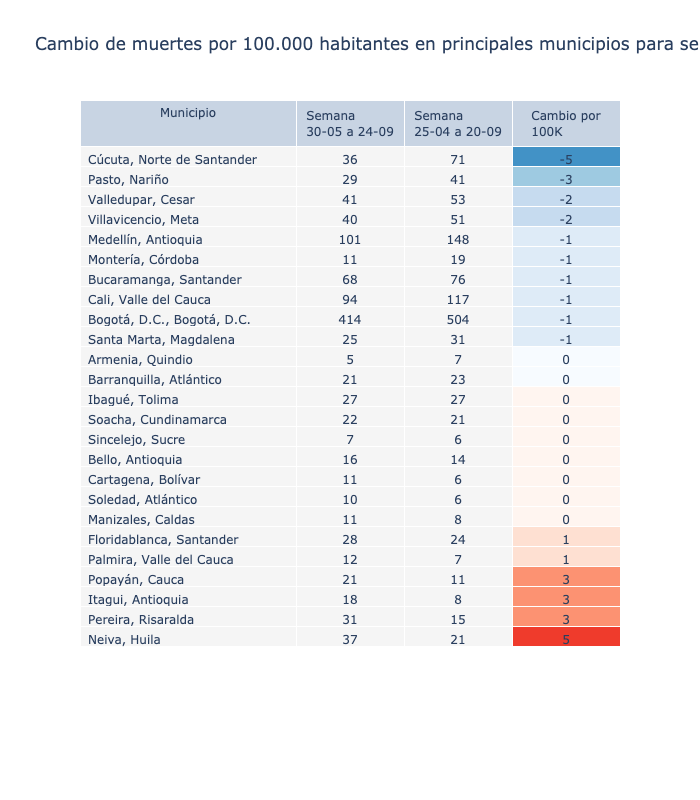 Cambio de muertes por 100.000 habitantes en principales municipios para se
Municipio Semana 30-05 a 24-09 Semana 25-04 a 20-09 Cambio por 100K
Cúcuta, Norte de Santander 36 71 -5
Pasto, Nariño 29 41 -3
Valledupar, Cesar 41 53 -2
Villavicencio, Meta 40 51 -2
Medellín, Antioquia 101 148 -1
Montería, Córdoba 11 19 -1
Bucaramanga, Santander 68 76 -1
Cali, Valle del Cauca 94 117 -1
Bogotá, D.C., Bogotá, D.C. 414 504 -1
Santa Marta, Magdalena 25 31 -1
Armenia, Quindio 5 7 0
Barranquilla, Atlántico 21 23 0
Ibagué, Tolima 27 27 0
Soacha, Cundinamarca 22 21 0
Sincelejo, Sucre 7 6 0
Bello, Antioquia 16 14 0
Cartagena, Bolívar 11 6 0
Soledad, Atlántico 10 6 0
Manizales, Caldas 11 8 0
Floridablanca, Santander 28 24 1
Palmira, Valle del Cauca 12 7 1
Popayán, Cauca 21 11 3
Itagui, Antioquia 18 8 3
Pereira, Risaralda 31 15 3
Neiva, Huila 37 21 5